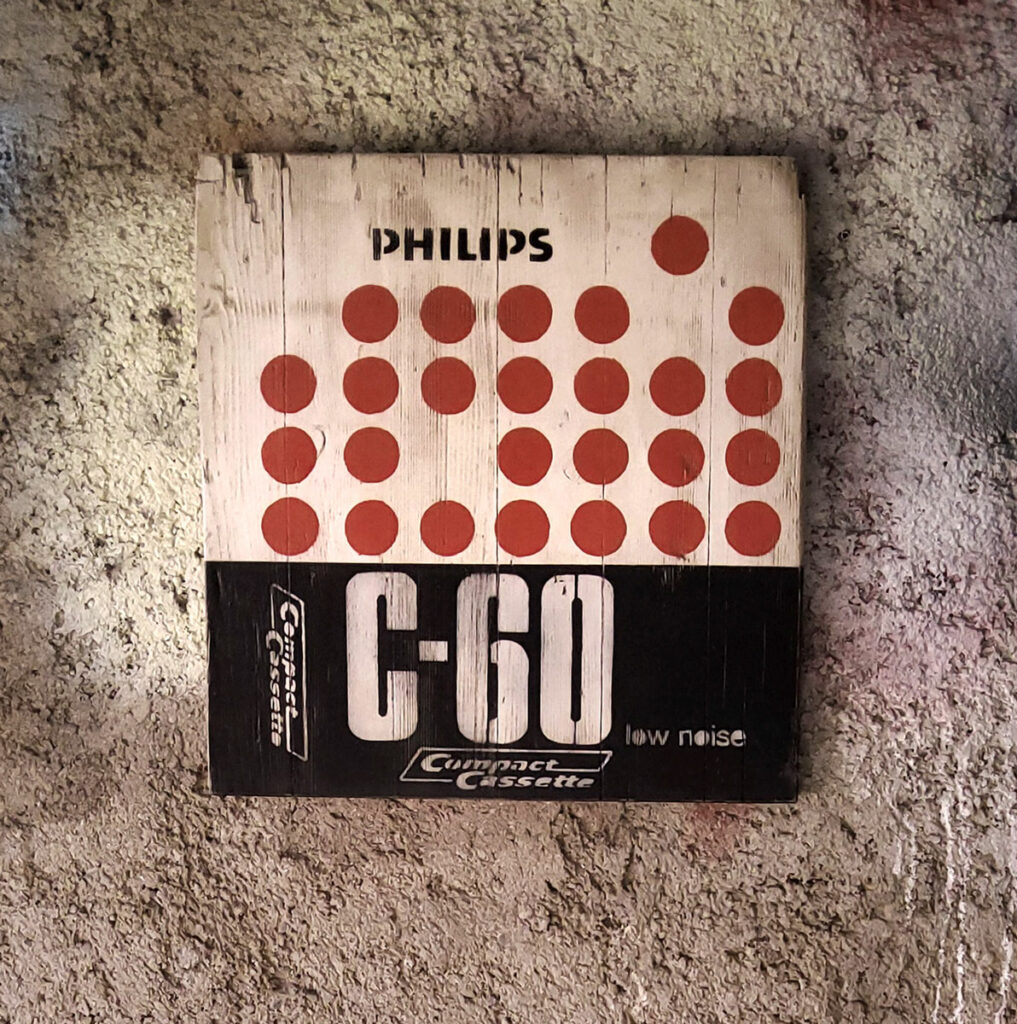 PHILIPS
C-60
low noise
Compact
Cassette
Compact
Cassette